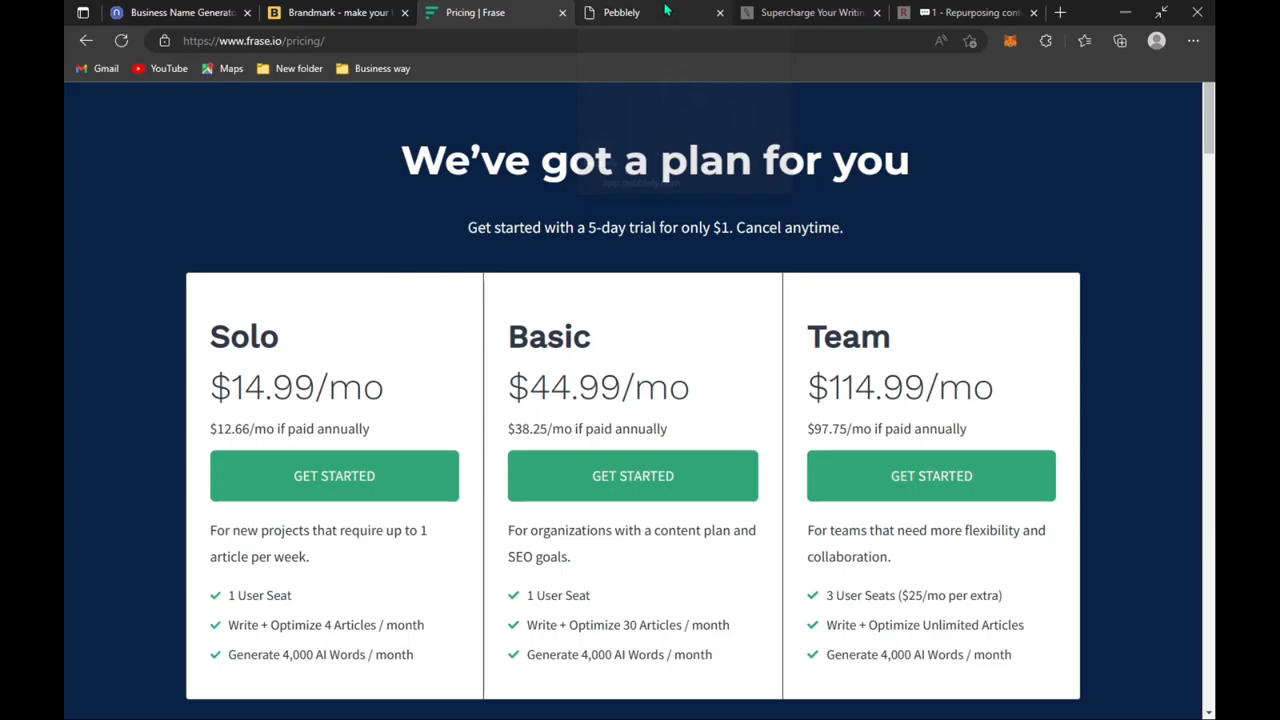 Business Name Generato
Brandmark - make your l
Pricing | Frase
Pebblely
Supercharge Your Writin
1 - Repurposing cont
https://www.frase.io/pricing/
Gmail
YouTube
Maps
New folder
Business way
We've got a plan for you
Get started with a 5-day trial for only $1. Cancel anytime.
Solo
$14.99/mo
$12.66/mo if paid annually
GET STARTED
For new projects that require up to 1
article per week.
1 User Seat
Write + Optimize 4 Articles / month
Generate 4,000 AI Words / month
Basic
$44.99/mo
$38.25/mo if paid annually
GET STARTED
For organizations with a content plan and
SEO goals.
1 User Seat
Write + Optimize 30 Articles / month
Generate 4,000 AI Words / month
Team
$114.99/mo
$97.75/mo if paid annually
GET STARTED
For teams that need more flexibility and
collaboration.
3 User Seats ($25/mo per extra)
Write + Optimize Unlimited Articles
Generate 4,000 AI Words / month